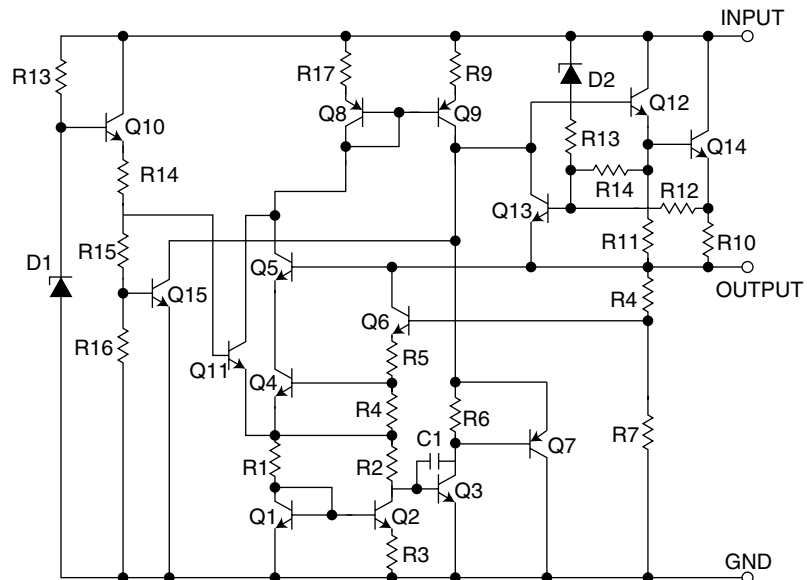 INPUT
R13
Q10
R17
R9
D2
Q8
Q9
Q12
R13
Q14
R14
R14
R12
Q13
R15
D1
R11
R10
Q5
Q15
OUTPUT
Q6
R4
R16
R5
Q11
Q4
R4
R6
R7
C1
Q7
R1
R2
Q3
Q1
Q2
R3
GND